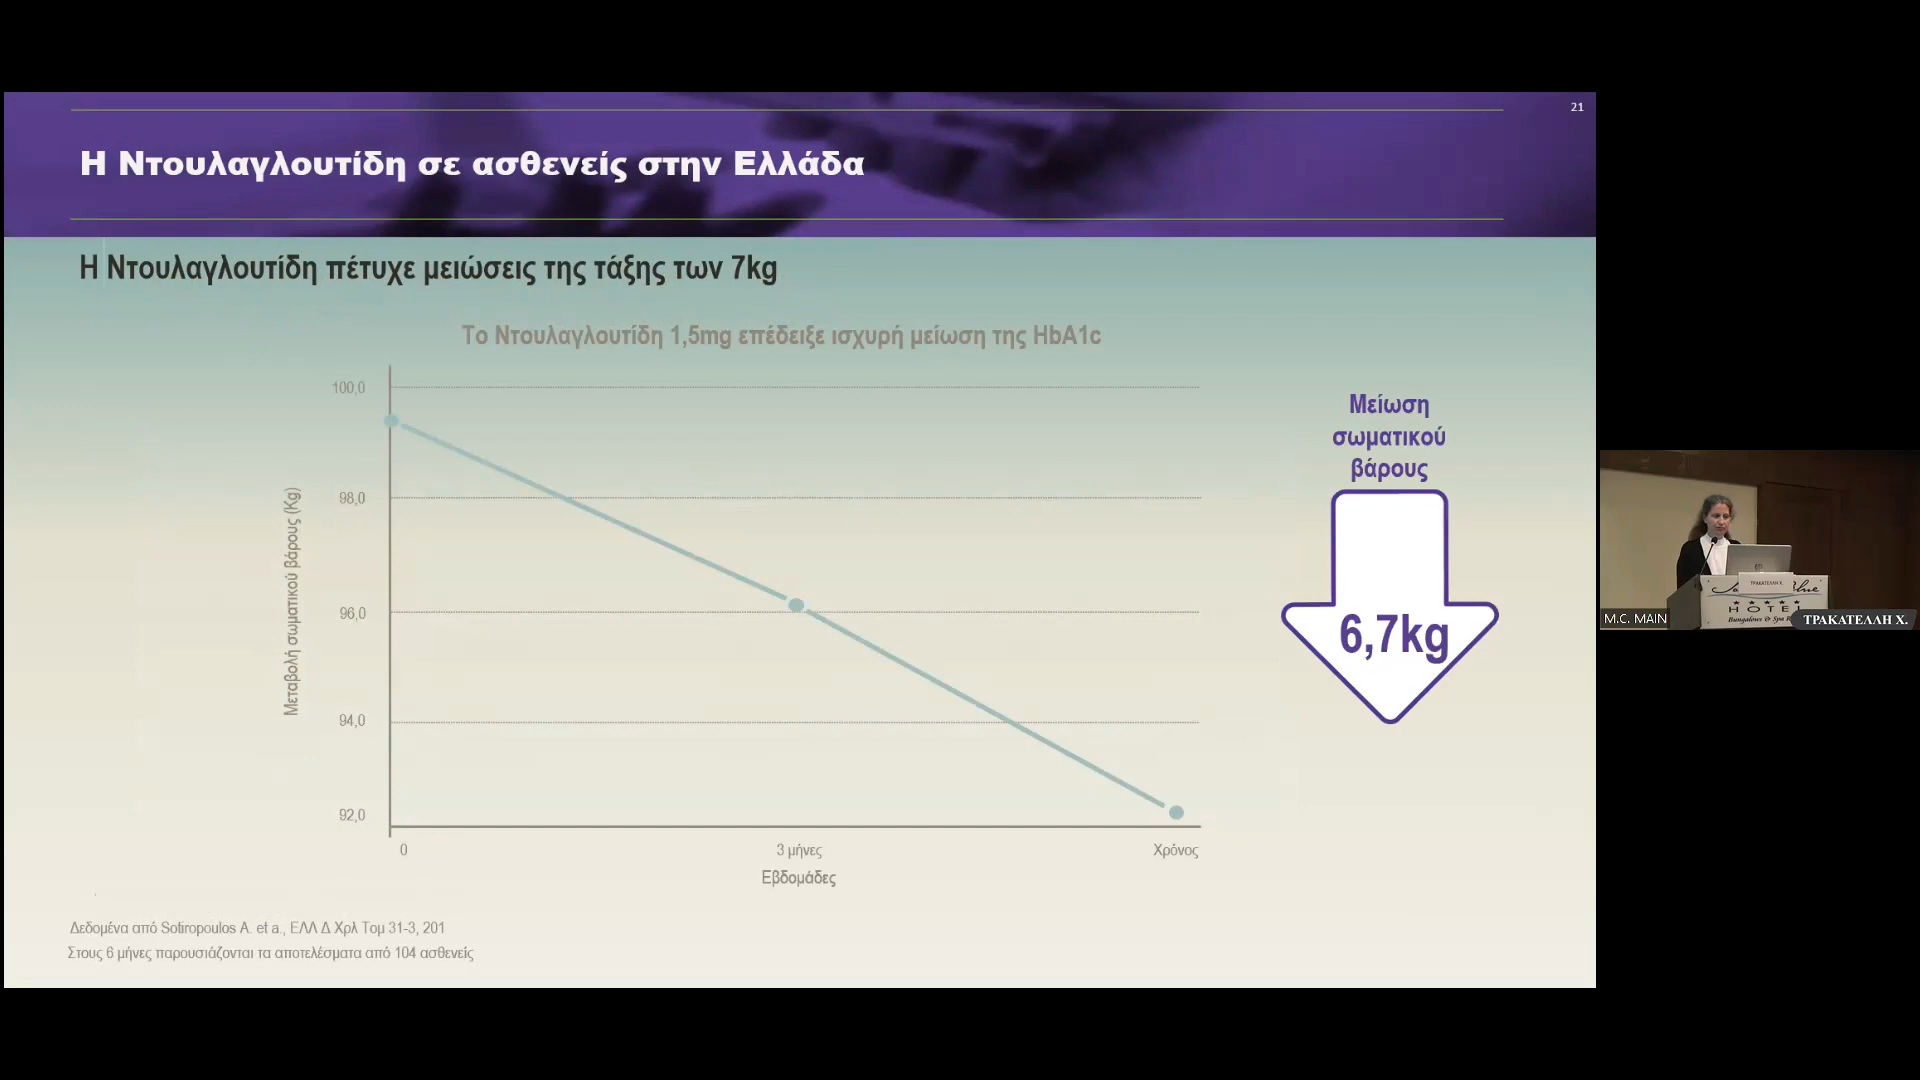 21
Η Ντουλαγλουτίδη σε ασθενείς στην Ελλάδα
Η Ντουλαγλουτίδη πέτυχε μειώσεις της τάξης των 7kg
Το Ντουλαγλουτίδη 1,5mg επέδειξε ισχυρή μείωση της HbA1c
100,0
98,0
96,0
94,0
92,0
Μεταβολή σωματικού βάρους (Kg)
0
3 μήνες
Χρόνος
Εβδομάδες
Μείωση
σωματικού
βάρους
6,7kg
Δεδομένα από Sotiropoulos A. et a., ΕΛΛ Δ Χρλ Τομ 31-3, 201
Στους 6 μήνες παρουσιάζονται τα αποτελέσματα από 104 ασθενείς
ΤΡΑΚΑΤΕΛΛΗ Χ.
HOTEL
M.C. MAIN
ΤΡΑΚΑΤΕΛΛΗ Χ.